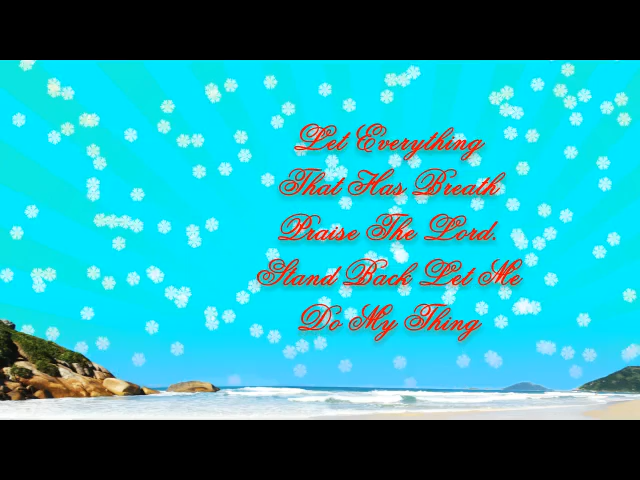 Let Everything
That Has Breath
Praise The Lord.
Stand Back Let Me
Do My Thing